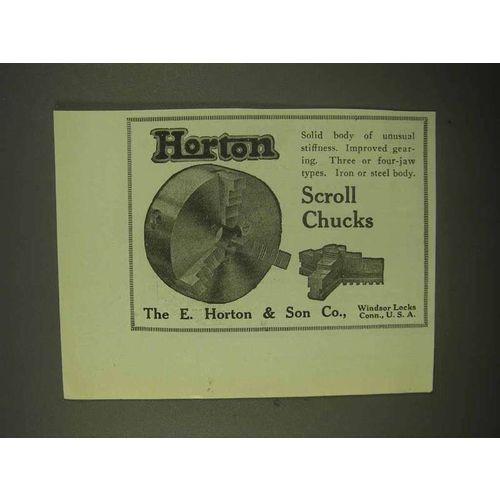 Horton
Solid body of unusual
stiffness. Improved gear-
ing. Three or four-jaw
types. Iron or steel body.
Scroll
Chucks
The E. Horton & Son Co., Windsor Locks
Conn., U. S. A.